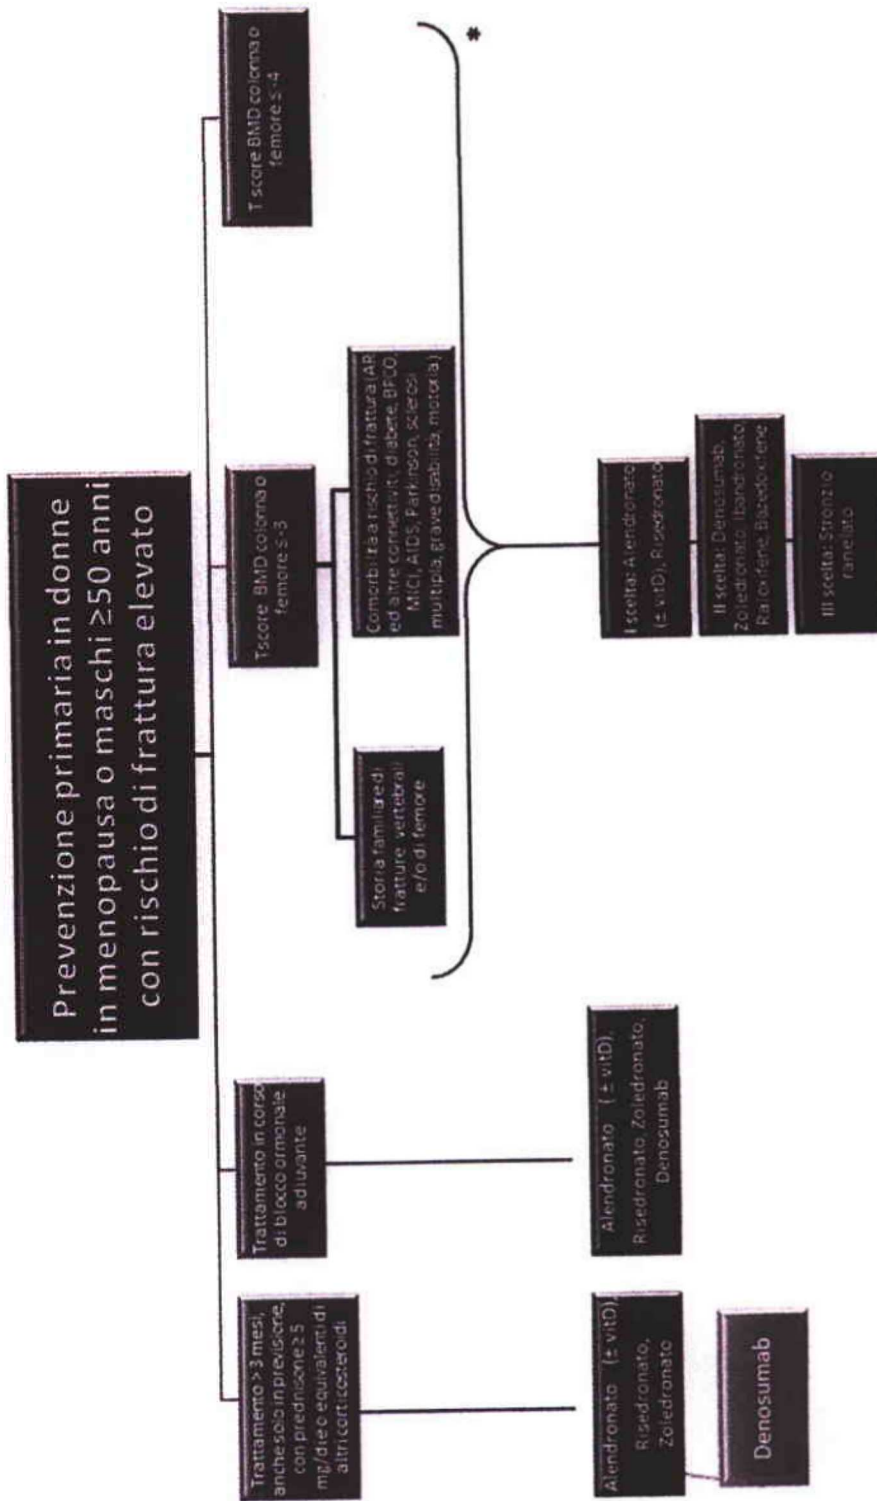 Prevenzione primaria in donne
in menopausa o maschi ≥50 anni
con rischio di frattura elevato
Trattamento > 3 mesi,
anche solo in previsione,
con prednisone ≥ 5
mg/die o equivalenti di
altri corticosteroidi
Alendronato (± vitD),
Risedronato,
Zoledronato
Denosumab
Trattamento in corso
di blocco ormonale
adiuvante
Alendronato (± vitD),
Risedronato, Zoledronato,
Denosumab
T score BMD colonna o
femore ≤ -3
Storia familiare di
fratture vertebrali
e/o di femore
Comorbilità a rischio di frattura (AR
ed altre connettiviti, diabete, BPCO,
MICI, AIDS, Parkinson, sclerosi
multipla, grave disabilità motoria)
T score BMD colonna o
femore ≤ -4
*
I scelta: Alendronato
(± vitD), Risedronato
II scelta: Denosumab,
Zoledronato, Ibandronato,
Raloxifene, Bazedoxifene
III scelta: Stronzio
ranelato